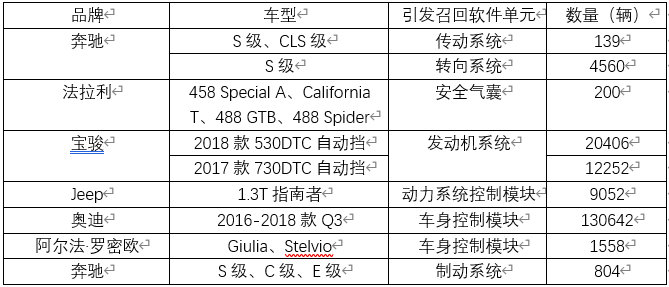 品牌 车型 引发召回软件单元 数量（辆）
奔驰 S 级、CLS 级 传动系统 139
S 级 转向系统 4560
法拉利 458 Special A、California 安全气囊 200
T、488 GTB、488 Spider
宝骏 2018 款 530DTC 自动挡 发动机系统 20406
2017 款 730DTC 自动挡 12252
Jeep 1.3T 指南者 动力系统控制模块 9052
奥迪 2016-2018 款 Q3 车身控制模块 130642
阿尔法·罗密欧 Giulia、Stelvio 车身控制模块 1558
奔驰 S 级、C 级、E 级 制动系统 804